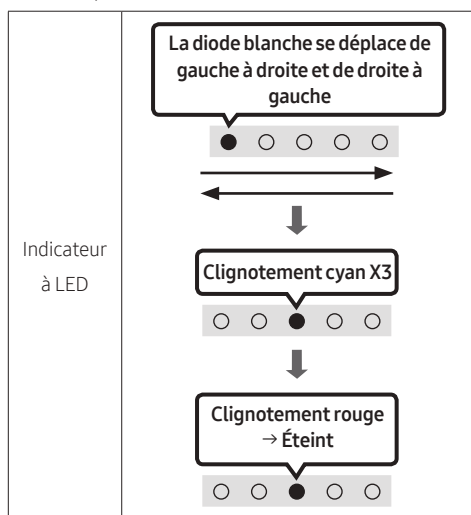 La diode blanche se déplace de
gauche à droite et de droite à
gauche
Indicateur
à LED
Clignotement cyan X3
Clignotement rouge
→ Éteint